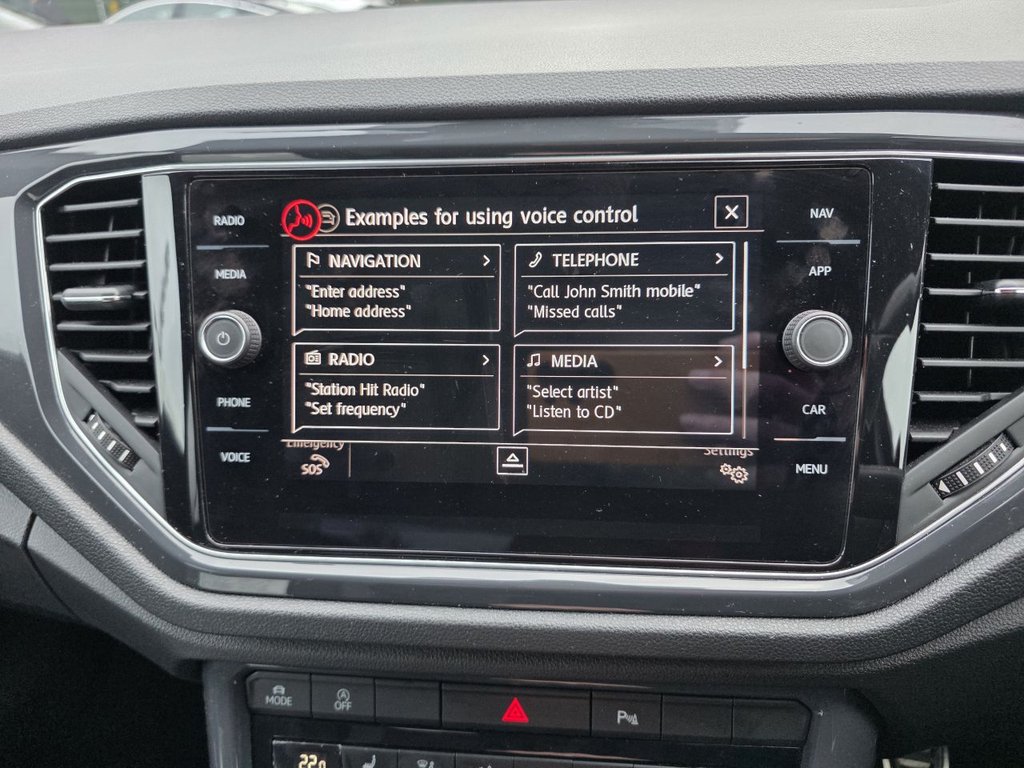 RADIO
MEDIA
PHONE
VOICE
Examples for using voice control
NAVIGATION
"Enter address"
"Home address"
TELEPHONE
"Call John Smith mobile"
"Missed calls"
RADIO
"Station Hit Radio"
"Set frequency"
MEDIA
"Select artist"
"Listen to CD"
Emergency
SOS
Settings
NAV
APP
CAR
MENU
MODE
OFF
P
22.0